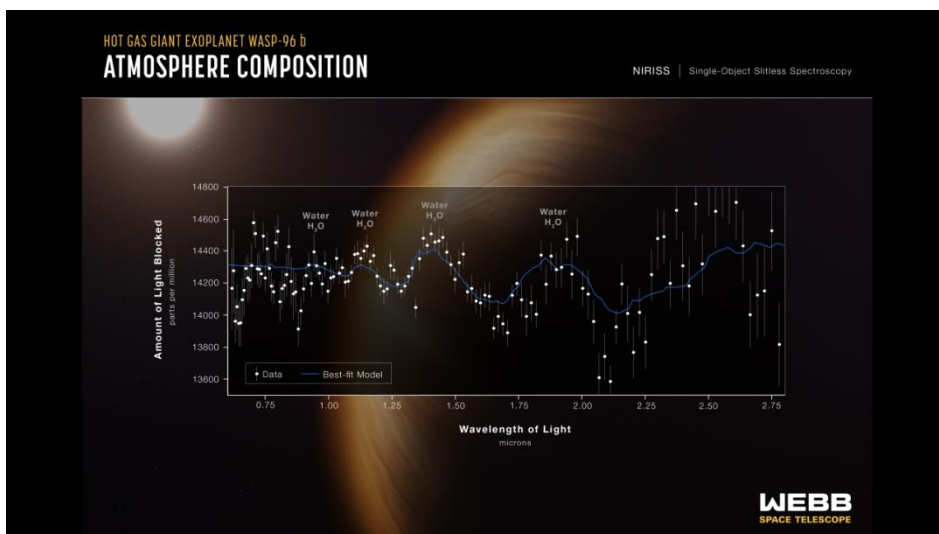 HOT GAS GIANT EXOPLANET WASP-96 b
ATMOSPHERE COMPOSITION
NIRISS | Single-Object Slitless Spectroscopy
Amount of Light Blocked
parts per million
14800
14600
14400
14200
14000
13800
13600
Water
H₂O
Water
H₂O
Water
H₂O
Water
H₂O
Data
Best-fit Model
0.75 1.00 1.25 1.50 1.75 2.00 2.25 2.50 2.75
Wavelength of Light
microns
WEBB
SPACE TELESCOPE